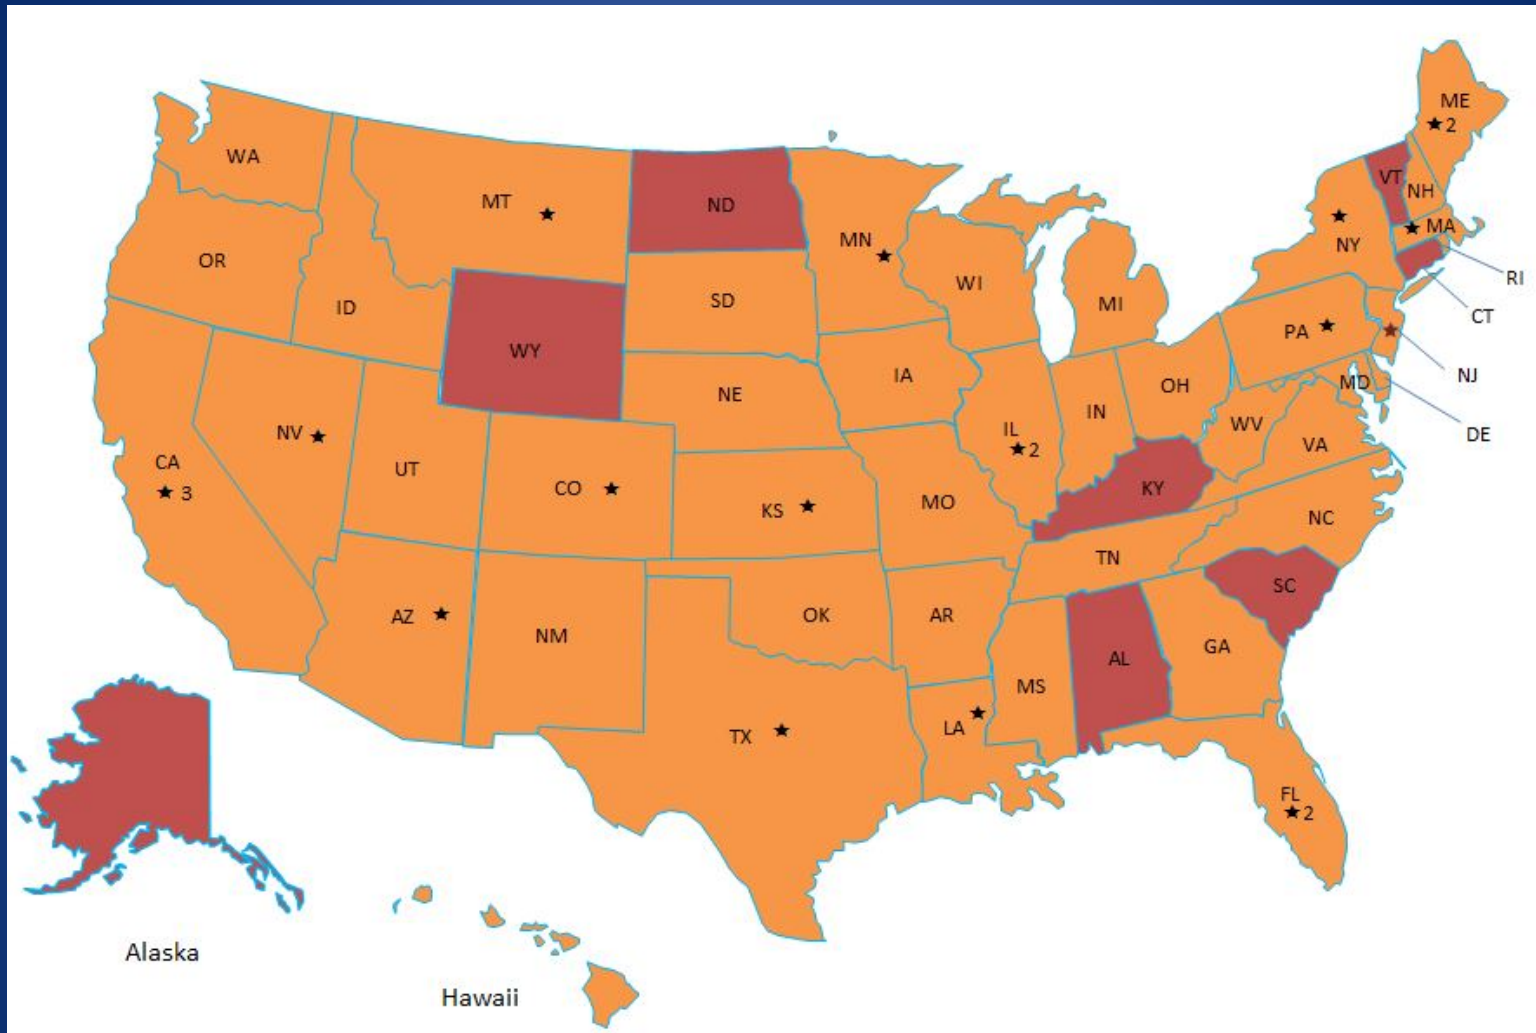 ME
2
WA
VT
NH
MT
ND
MA
MN
NY
OR
RI
WI
SD
MI
ID
CT
PA
WY
NJ
IA
MD
OH
NE
IN
WV
IL
2
NV
DE
VA
CA
3
UT
CO
KY
MO
KS
NC
TN
SC
AZ
OK
AR
NM
GA
AL
MS
LA
TX
FL
2
Alaska
Hawaii